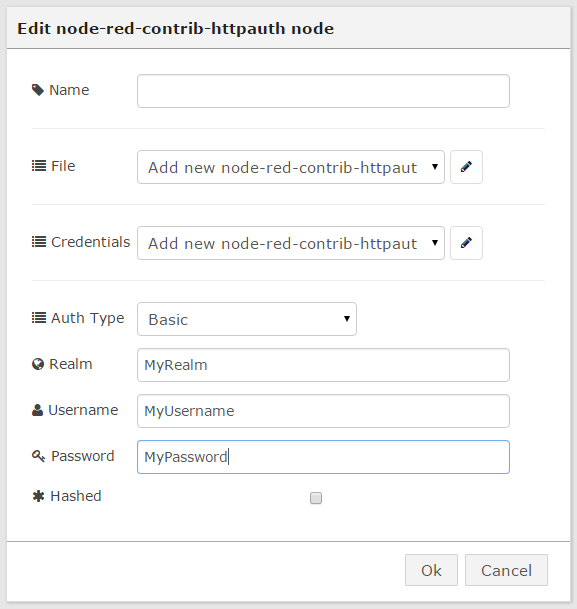 Edit node-red-contrib-httpauth node
Name
File Add new node-red-contrib-httpaut
Credentials Add new node-red-contrib-httpaut
Auth Type Basic
Realm MyRealm
Username MyUsername
Password MyPassword
Hashed
Ok Cancel